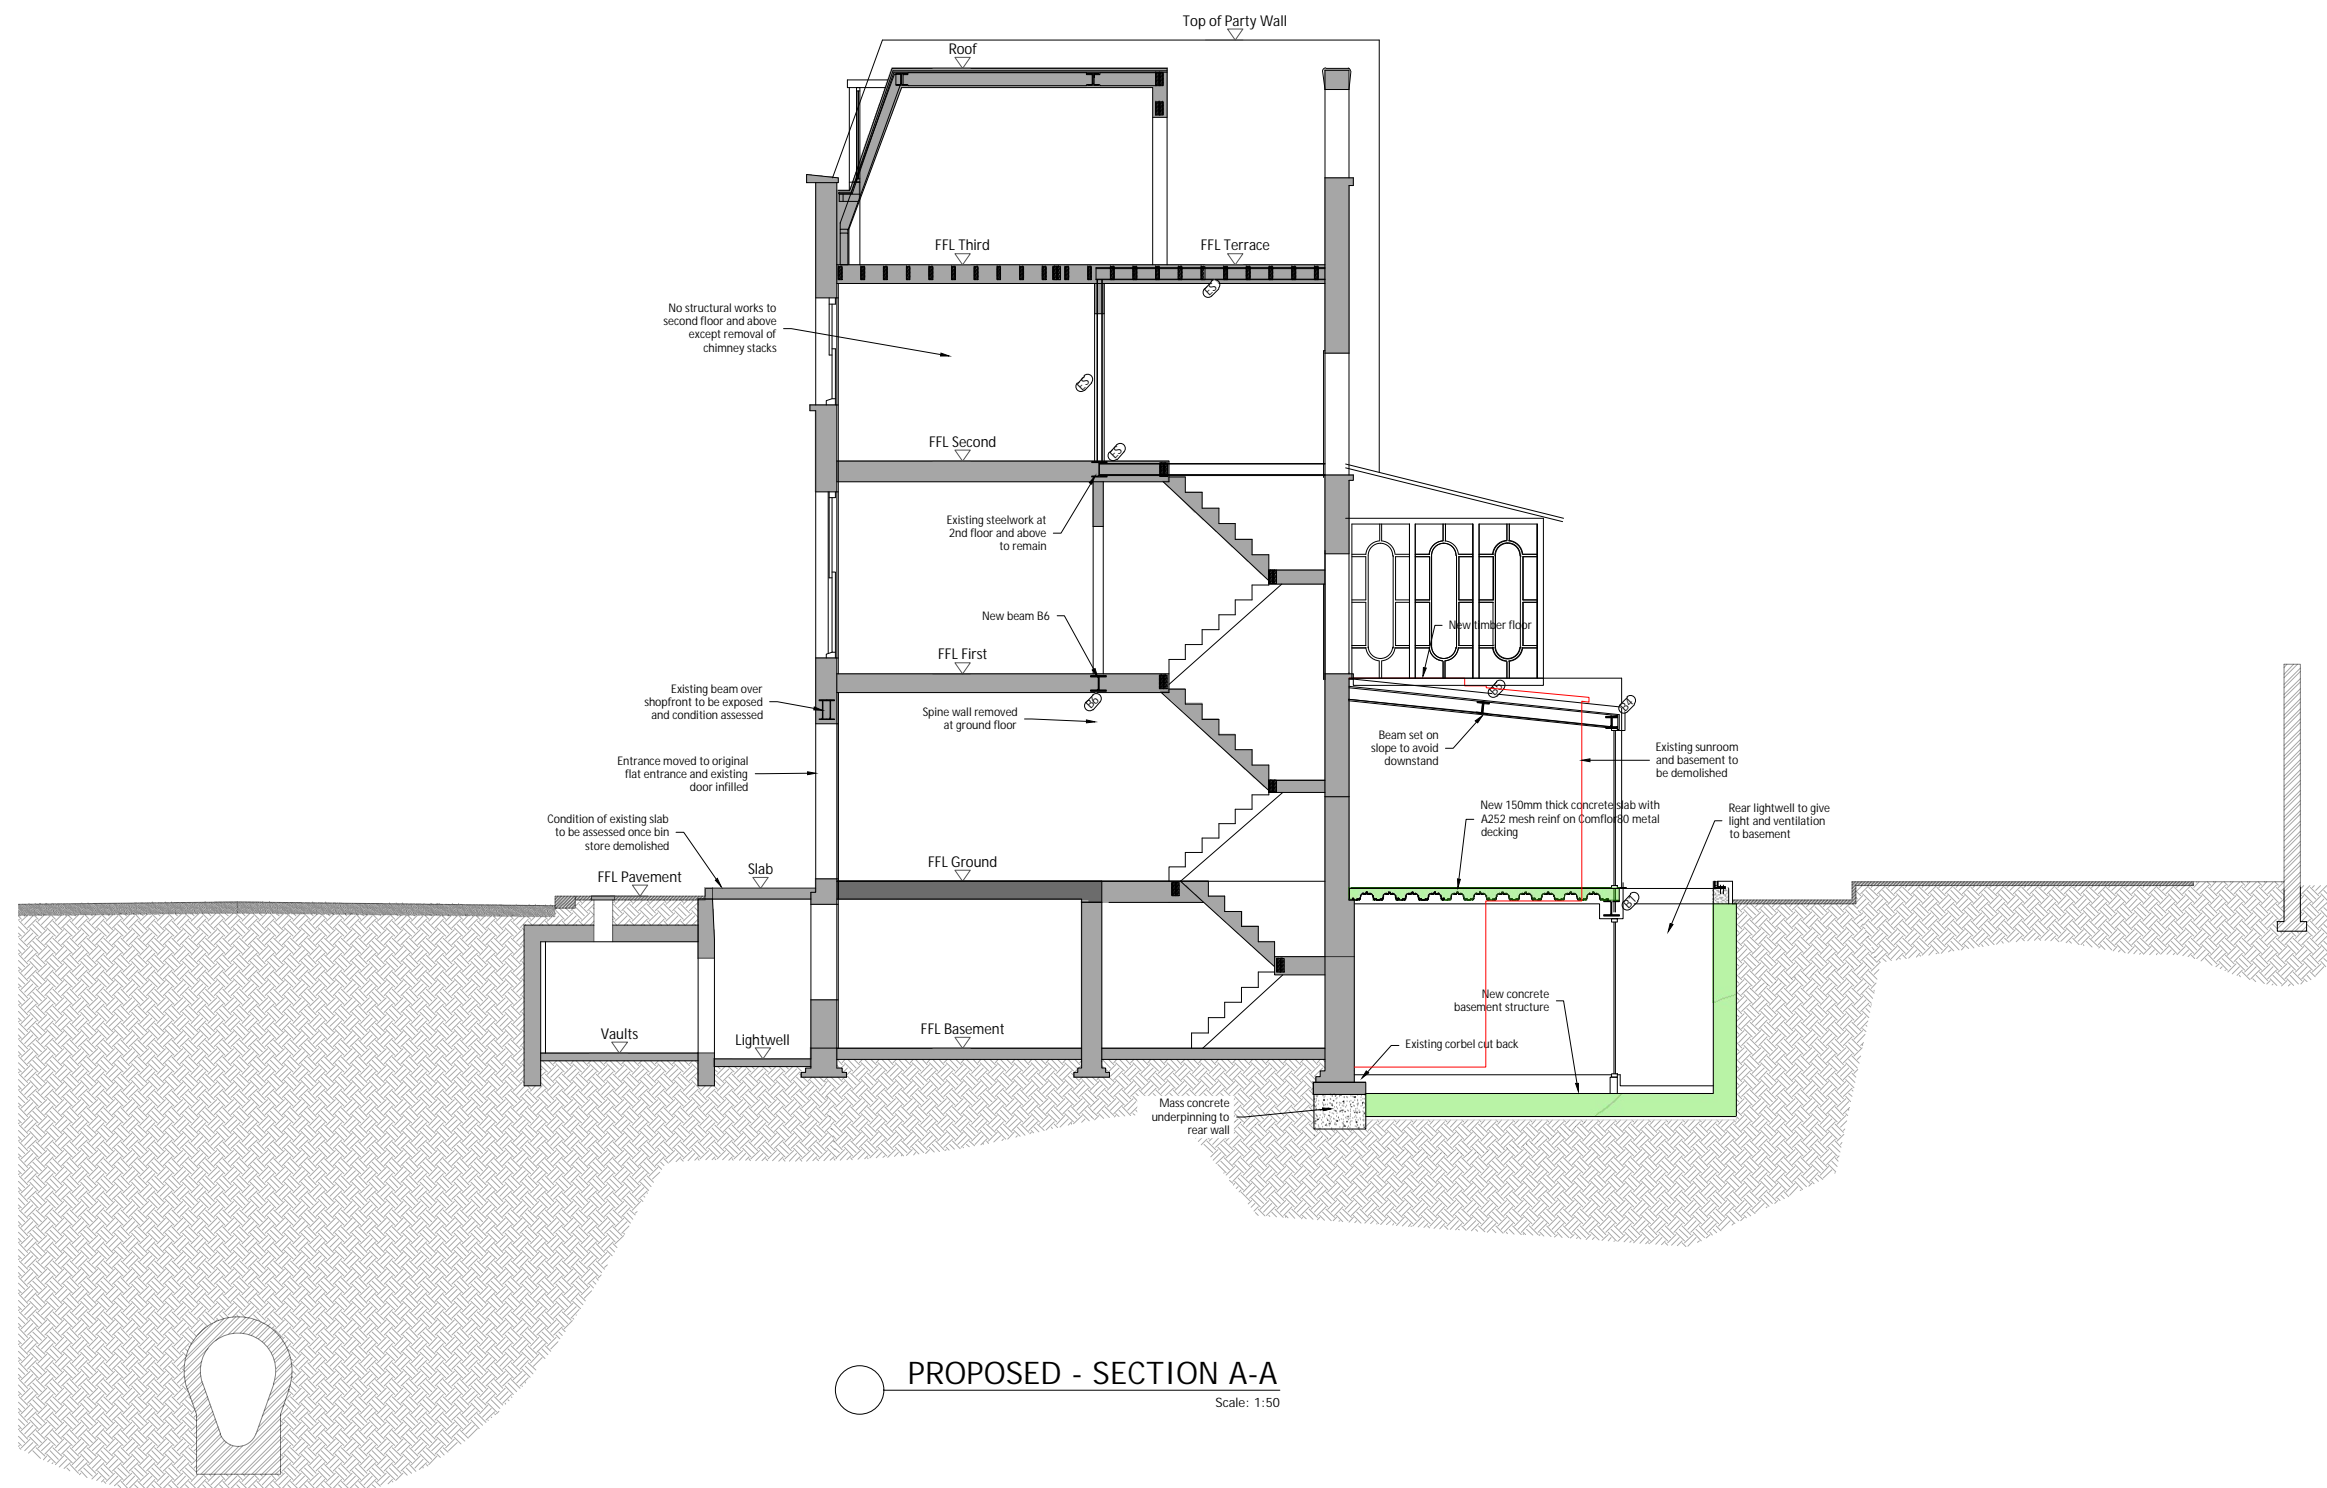 Top of Party Wall
Roof
FFL Third
FFL Terrace
ES
No structural works to
second floor and above
except removal of
chimney stacks
ES
FFL Second
ES
Existing steelwork at
2nd floor and above
to remain
New beam B6
New timber floor
FFL First
Existing beam over
shopfront to be exposed
and condition assessed
B6
Spine wall removed
at ground floor
B4
Beam set on
slope to avoid
downstand
Existing sunroom
and basement to
be demolished
Entrance moved to original
flat entrance and existing
door infilled
New 150mm thick concrete slab with
A252 mesh reinf on Comflor80 metal
decking
Rear lightwell to give
light and ventilation
to basement
Condition of existing slab
to be assessed once bin
store demolished
FFL Pavement
Slab
FFL Ground
New concrete
basement structure
Vaults
Lightwell
FFL Basement
Existing corbel cut back
Mass concrete
underpinning to
rear wall
PROPOSED - SECTION A-A
Scale: 1:50